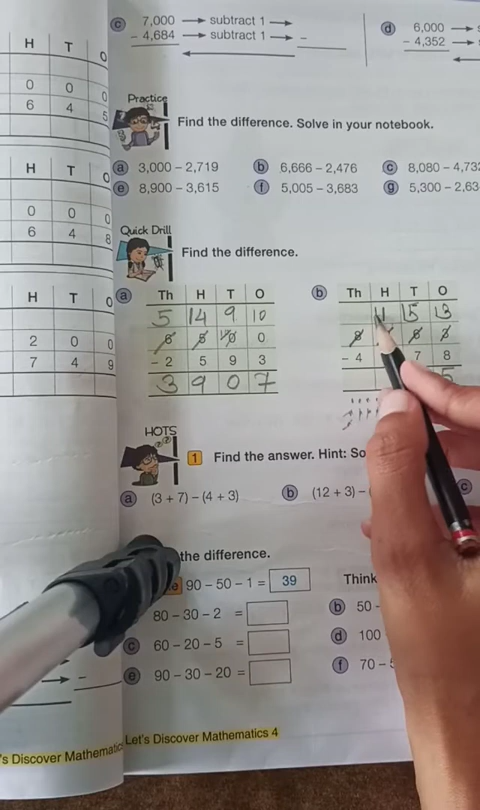 c 7,000 → subtract 1 →
- 4,684 → subtract 1 → -
d 6,000 →
- 4,352 →
H T O
0 0 0
6 4 5
Practice
Find the difference. Solve in your notebook.
a 3,000 – 2,719 b 6,666 – 2,476 c 8,080 – 4,73
e 8,900 – 3,615 f 5,005 – 3,683 g 5,300 – 2,63
H T O
0 0 0
6 4 8
Quick Drill
Find the difference.
H T O
2 0 0
7 4 9
a Th H T O
5 14 9 10
6 5 0 0
- 2 5 9 3
3 9 0 7
b Th H T O
15 13
- 4 7 8
5
HOTS
1 Find the answer. Hint: So
a (3 + 7) – (4 + 3) b (12 + 3) –
c
the difference.
90 – 50 – 1 = 39 Think
80 – 30 – 2 = b 50 -
c 60 – 20 – 5 = d 100
e 90 – 30 – 20 = f 70 –
's Discover Mathematic
Let's Discover Mathematics 4